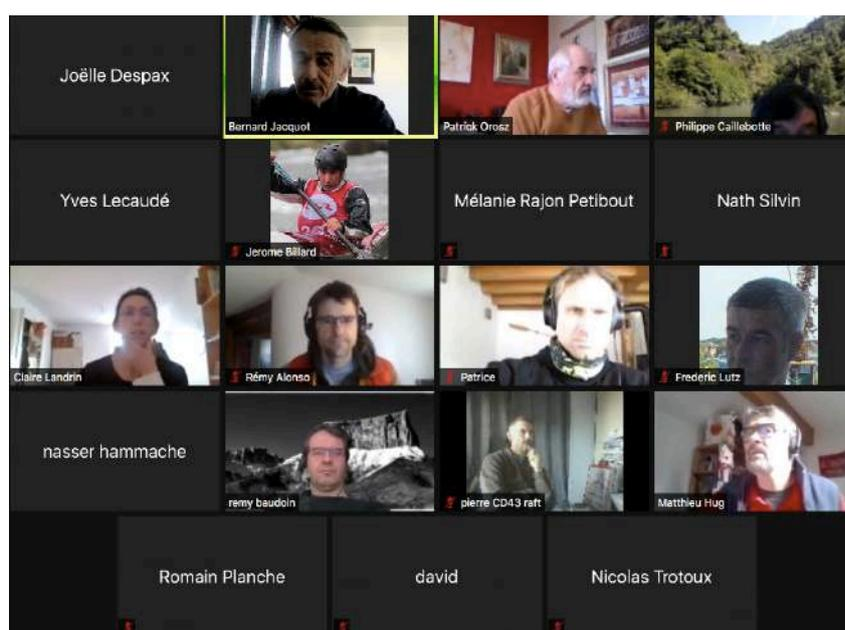 Joëlle Despax
Bernard Jacquot
Patrick Orosz
Philippe Caillebotte
Yves Lecaudé
Jerome Billard
Mélanie Rajon Petibout
Nath Silvin
Claire Landrin
Rémy Alonso
Patrice
Frederic Lutz
nasser hammache
remy baudoin
pierre CD43 raft
Matthieu Hug
Romain Planche
david
Nicolas Trotoux